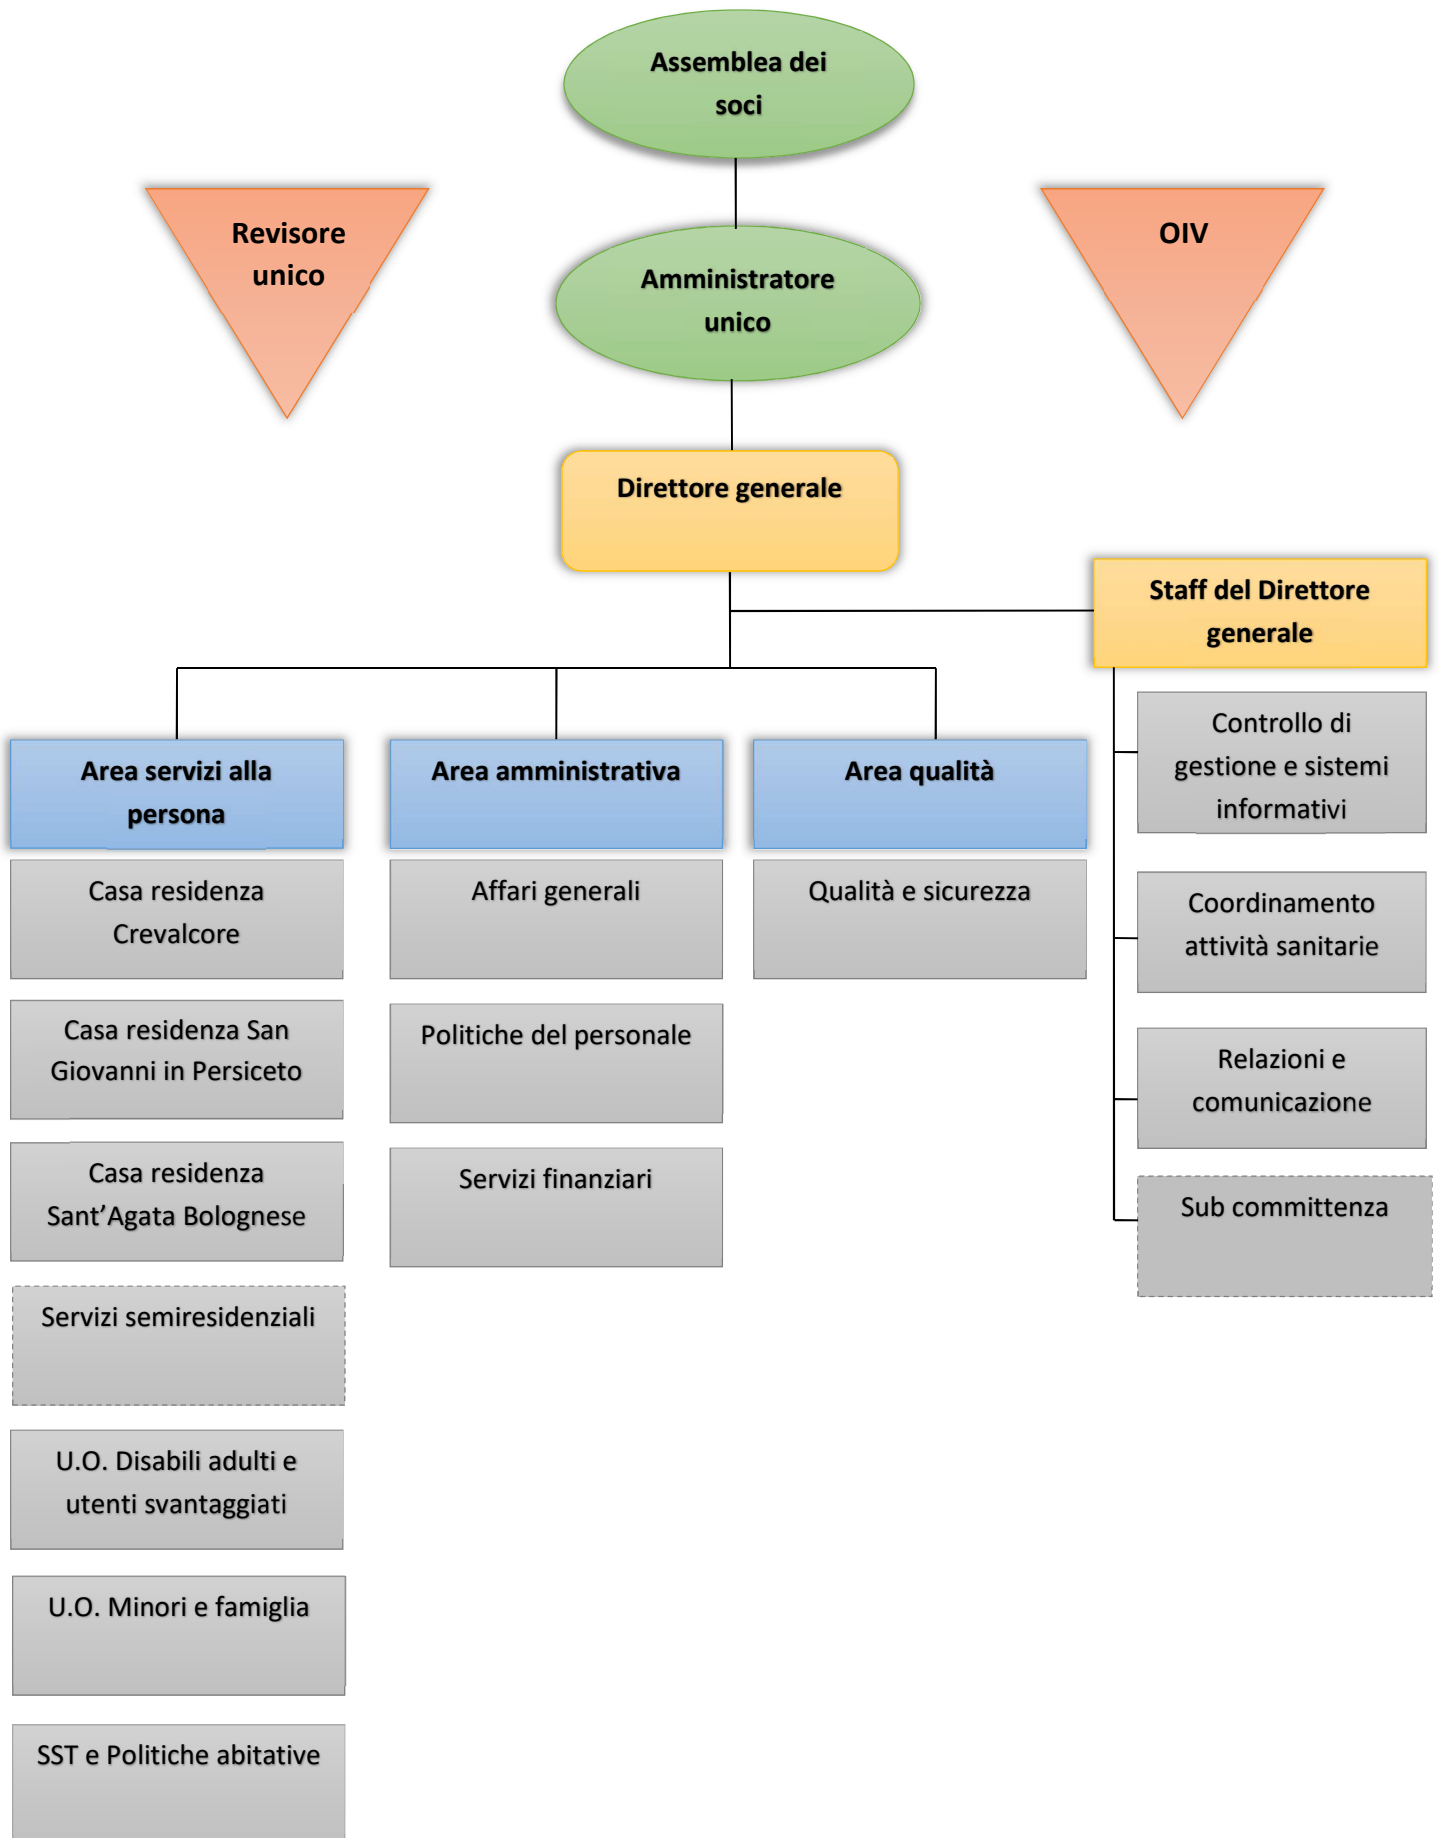 Assemblea dei
soci
Revisore
unico
OIV
Amministratore
unico
Direttore generale
Staff del Direttore
generale
Controllo di
gestione e sistemi
informativi
Coordinamento
attività sanitarie
Relazioni e
comunicazione
Sub committenza
Area servizi alla
persona
Casa residenza
Crevalcore
Casa residenza San
Giovanni in Persiceto
Casa residenza
Sant’Agata Bolognese
Servizi semiresidenziali
U.O. Disabili adulti e
utenti svantaggiati
U.O. Minori e famiglia
SST e Politiche abitative
Area amministrativa
Affari generali
Politiche del personale
Servizi finanziari
Area qualità
Qualità e sicurezza